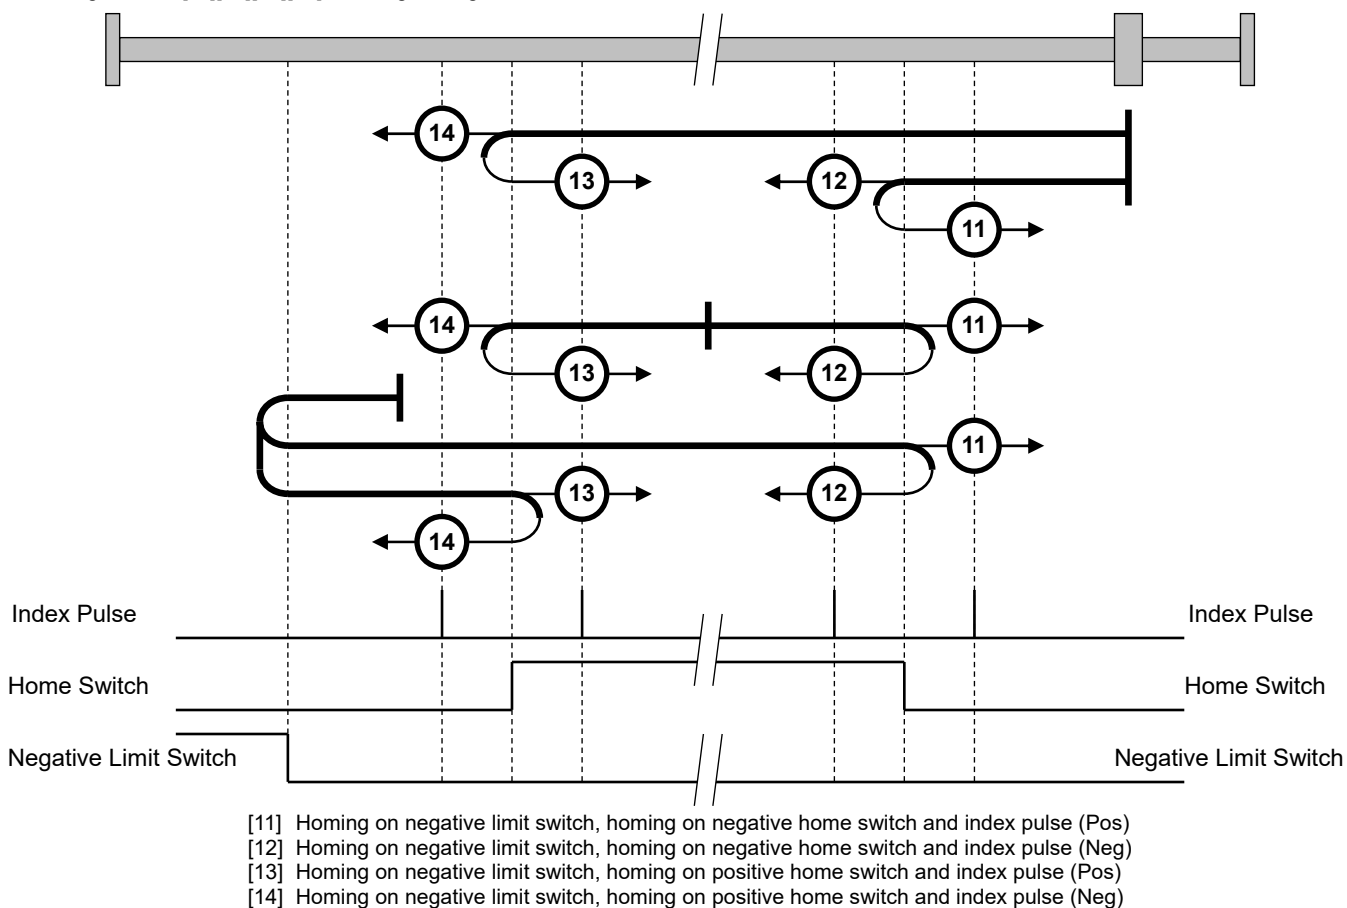 14
13
12
11
14
11
13
12
11
13
12
14
Index Pulse
Index Pulse
Home Switch
Home Switch
Negative Limit Switch
Negative Limit Switch
[11] Homing on negative limit switch, homing on negative home switch and index pulse (Pos)
[12] Homing on negative limit switch, homing on negative home switch and index pulse (Neg)
[13] Homing on negative limit switch, homing on positive home switch and index pulse (Pos)
[14] Homing on negative limit switch, homing on positive home switch and index pulse (Neg)